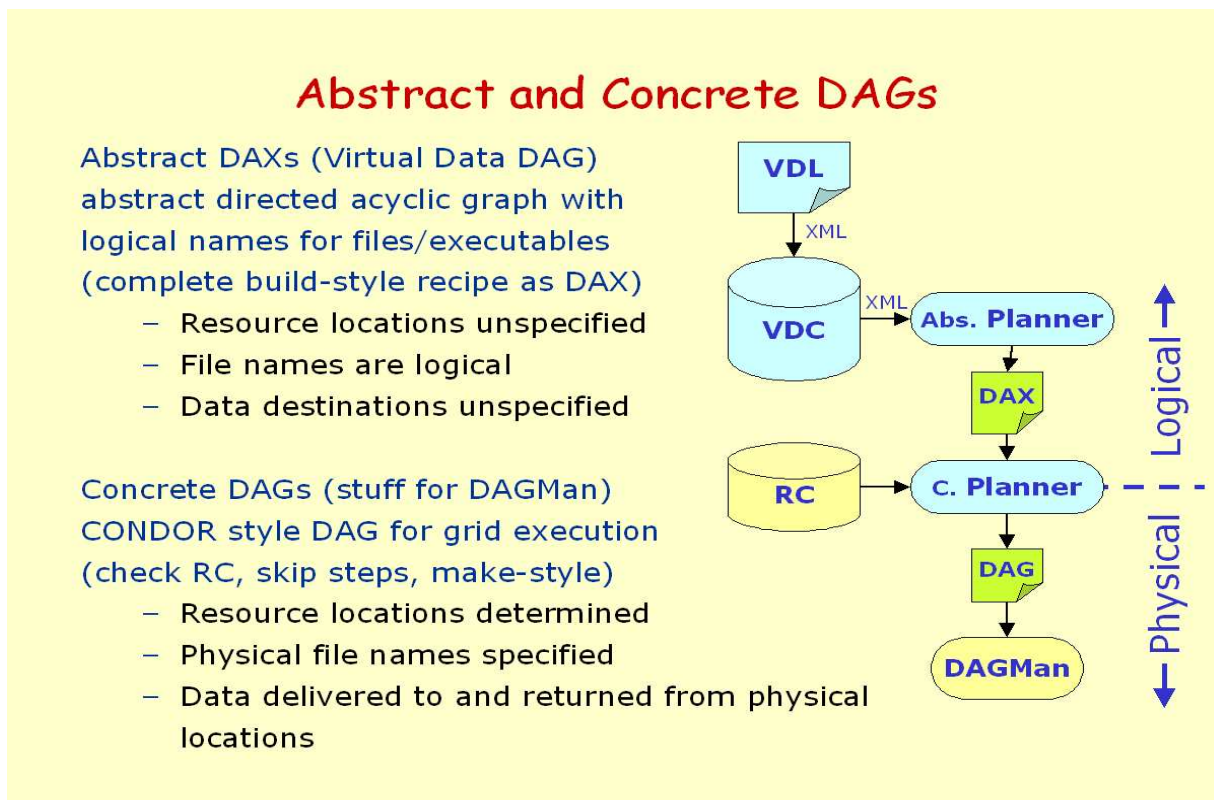 Abstract and Concrete DAGs
Abstract DAXs (Virtual Data DAG)
abstract directed acyclic graph with
logical names for files/executables
(complete build-style recipe as DAX)
– Resource locations unspecified
– File names are logical
– Data destinations unspecified
Concrete DAGs (stuff for DAGMan)
CONDOR style DAG for grid execution
(check RC, skip steps, make-style)
– Resource locations determined
– Physical file names specified
– Data delivered to and returned from physical
locations
VDL
XML
VDC
XML
Abs. Planner
DAX
RC
C. Planner
DAG
DAGMan
Logical
Physical